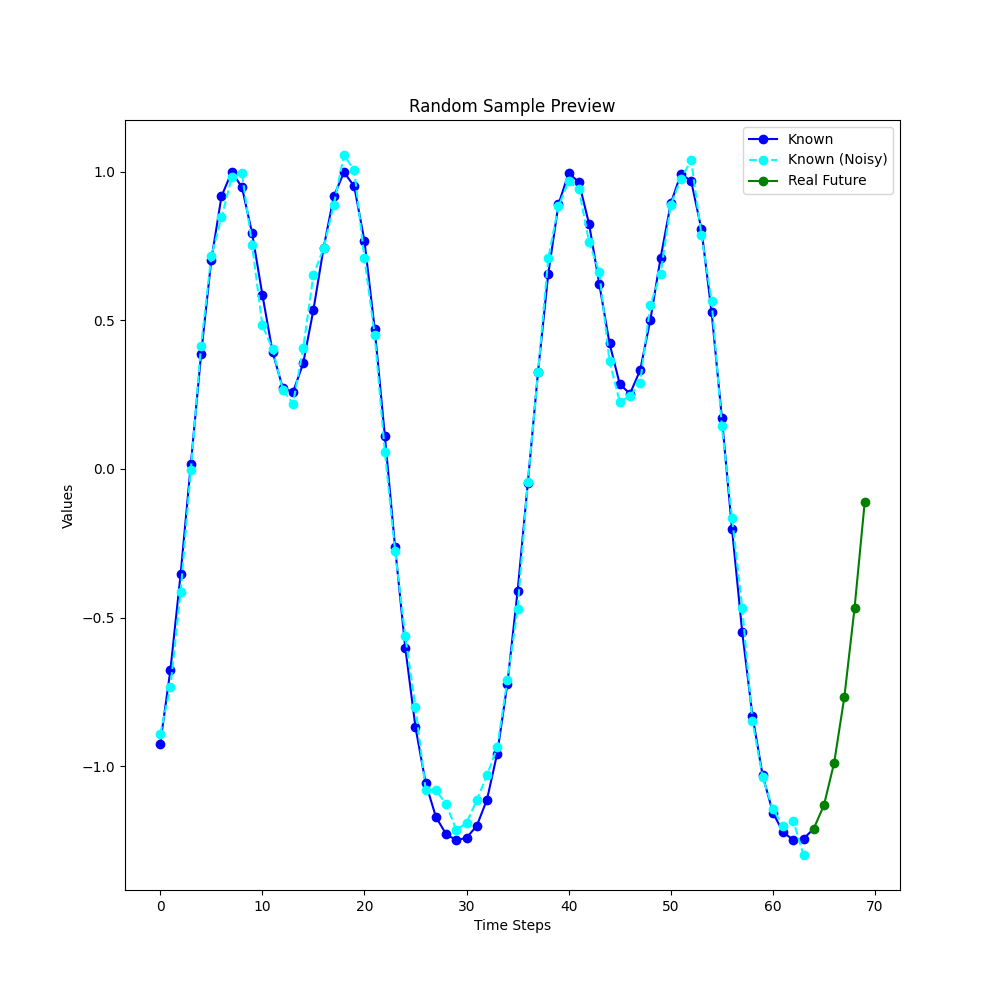 Random Sample Preview
Known
Known (Noisy)
Real Future
1.0
0.5
0.0
−0.5
−1.0
Values
0 10 20 30 40 50 60 70
Time Steps